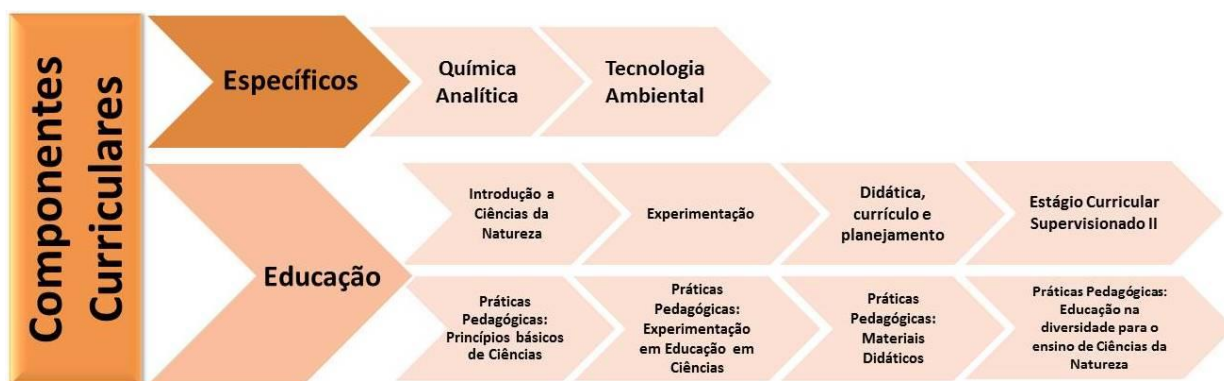 Componentes
Curriculares
Específicos
Química
Analítica
Tecnologia
Ambiental
Educação
Introdução a
Ciências da
Natureza
Experimentação
Didática,
currículo e
planejamento
Estágio Curricular
Supervisionado II
Práticas
Pedagógicas:
Princípios básicos
de Ciências
Práticas
Pedagógicas:
Experimentação
em Educação em
Ciências
Práticas
Pedagógicas:
Materiais
Didáticos
Práticas Pedagógicas:
Educação na
diversidade para o
ensino de Ciências da
Natureza